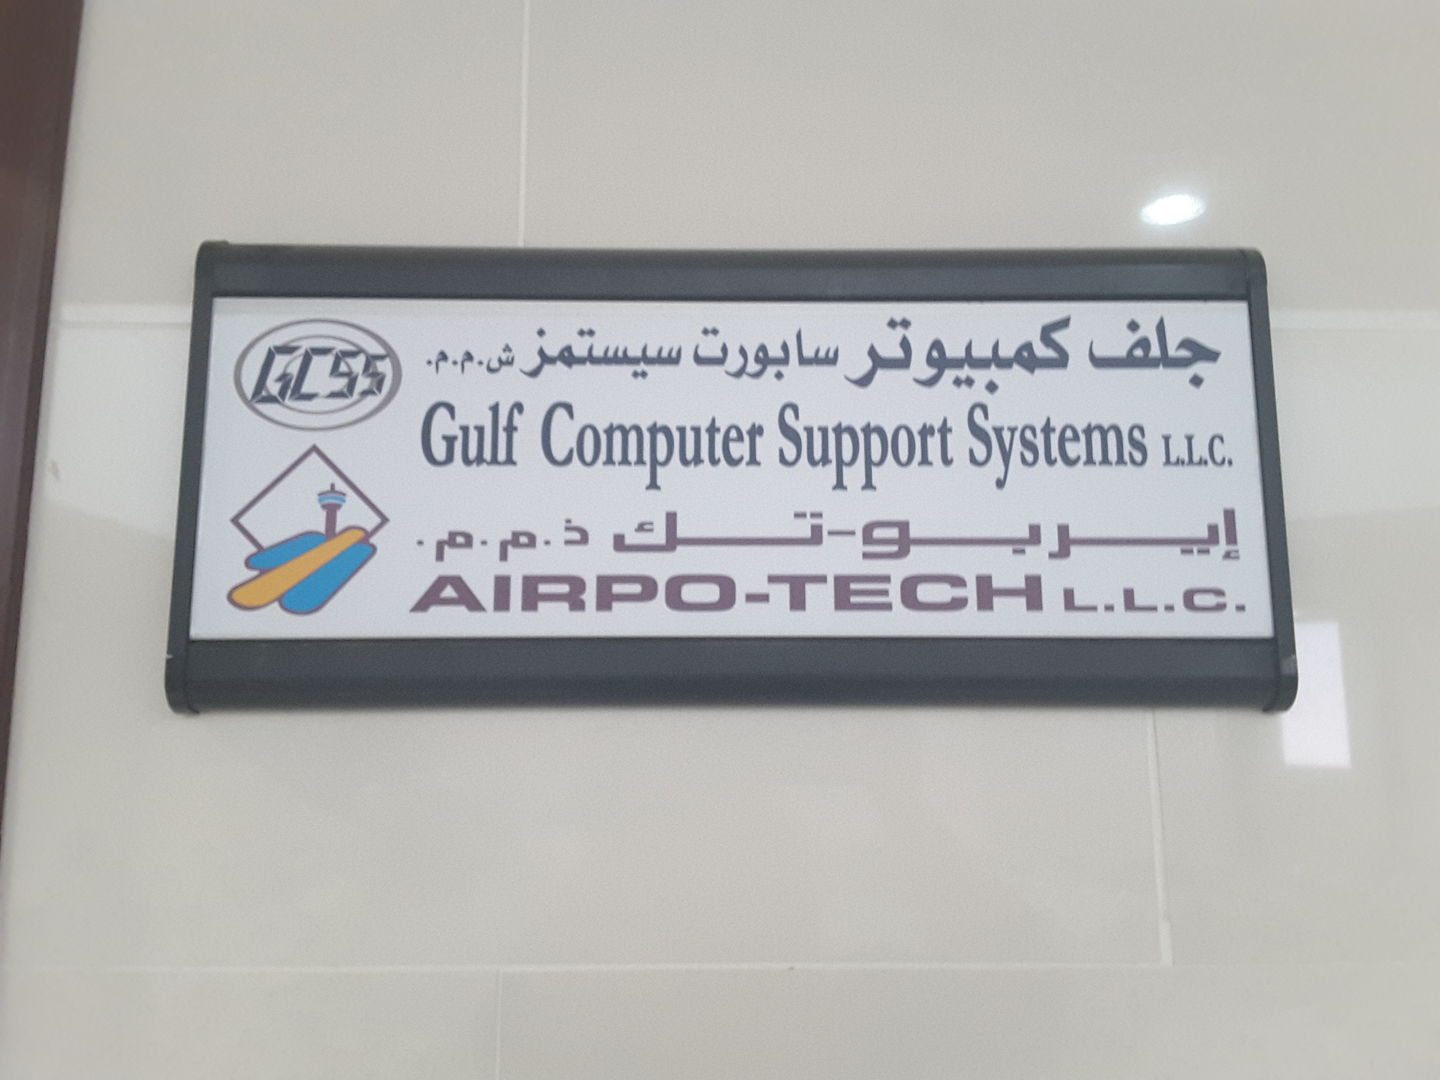 GCSS
جلف كمبيوتر سابورت سيستمز ش.م.م.
Gulf Computer Support Systems L.L.C.
إيربو-تك ذ.م.م.
AIRPO-TECH L.L.C.